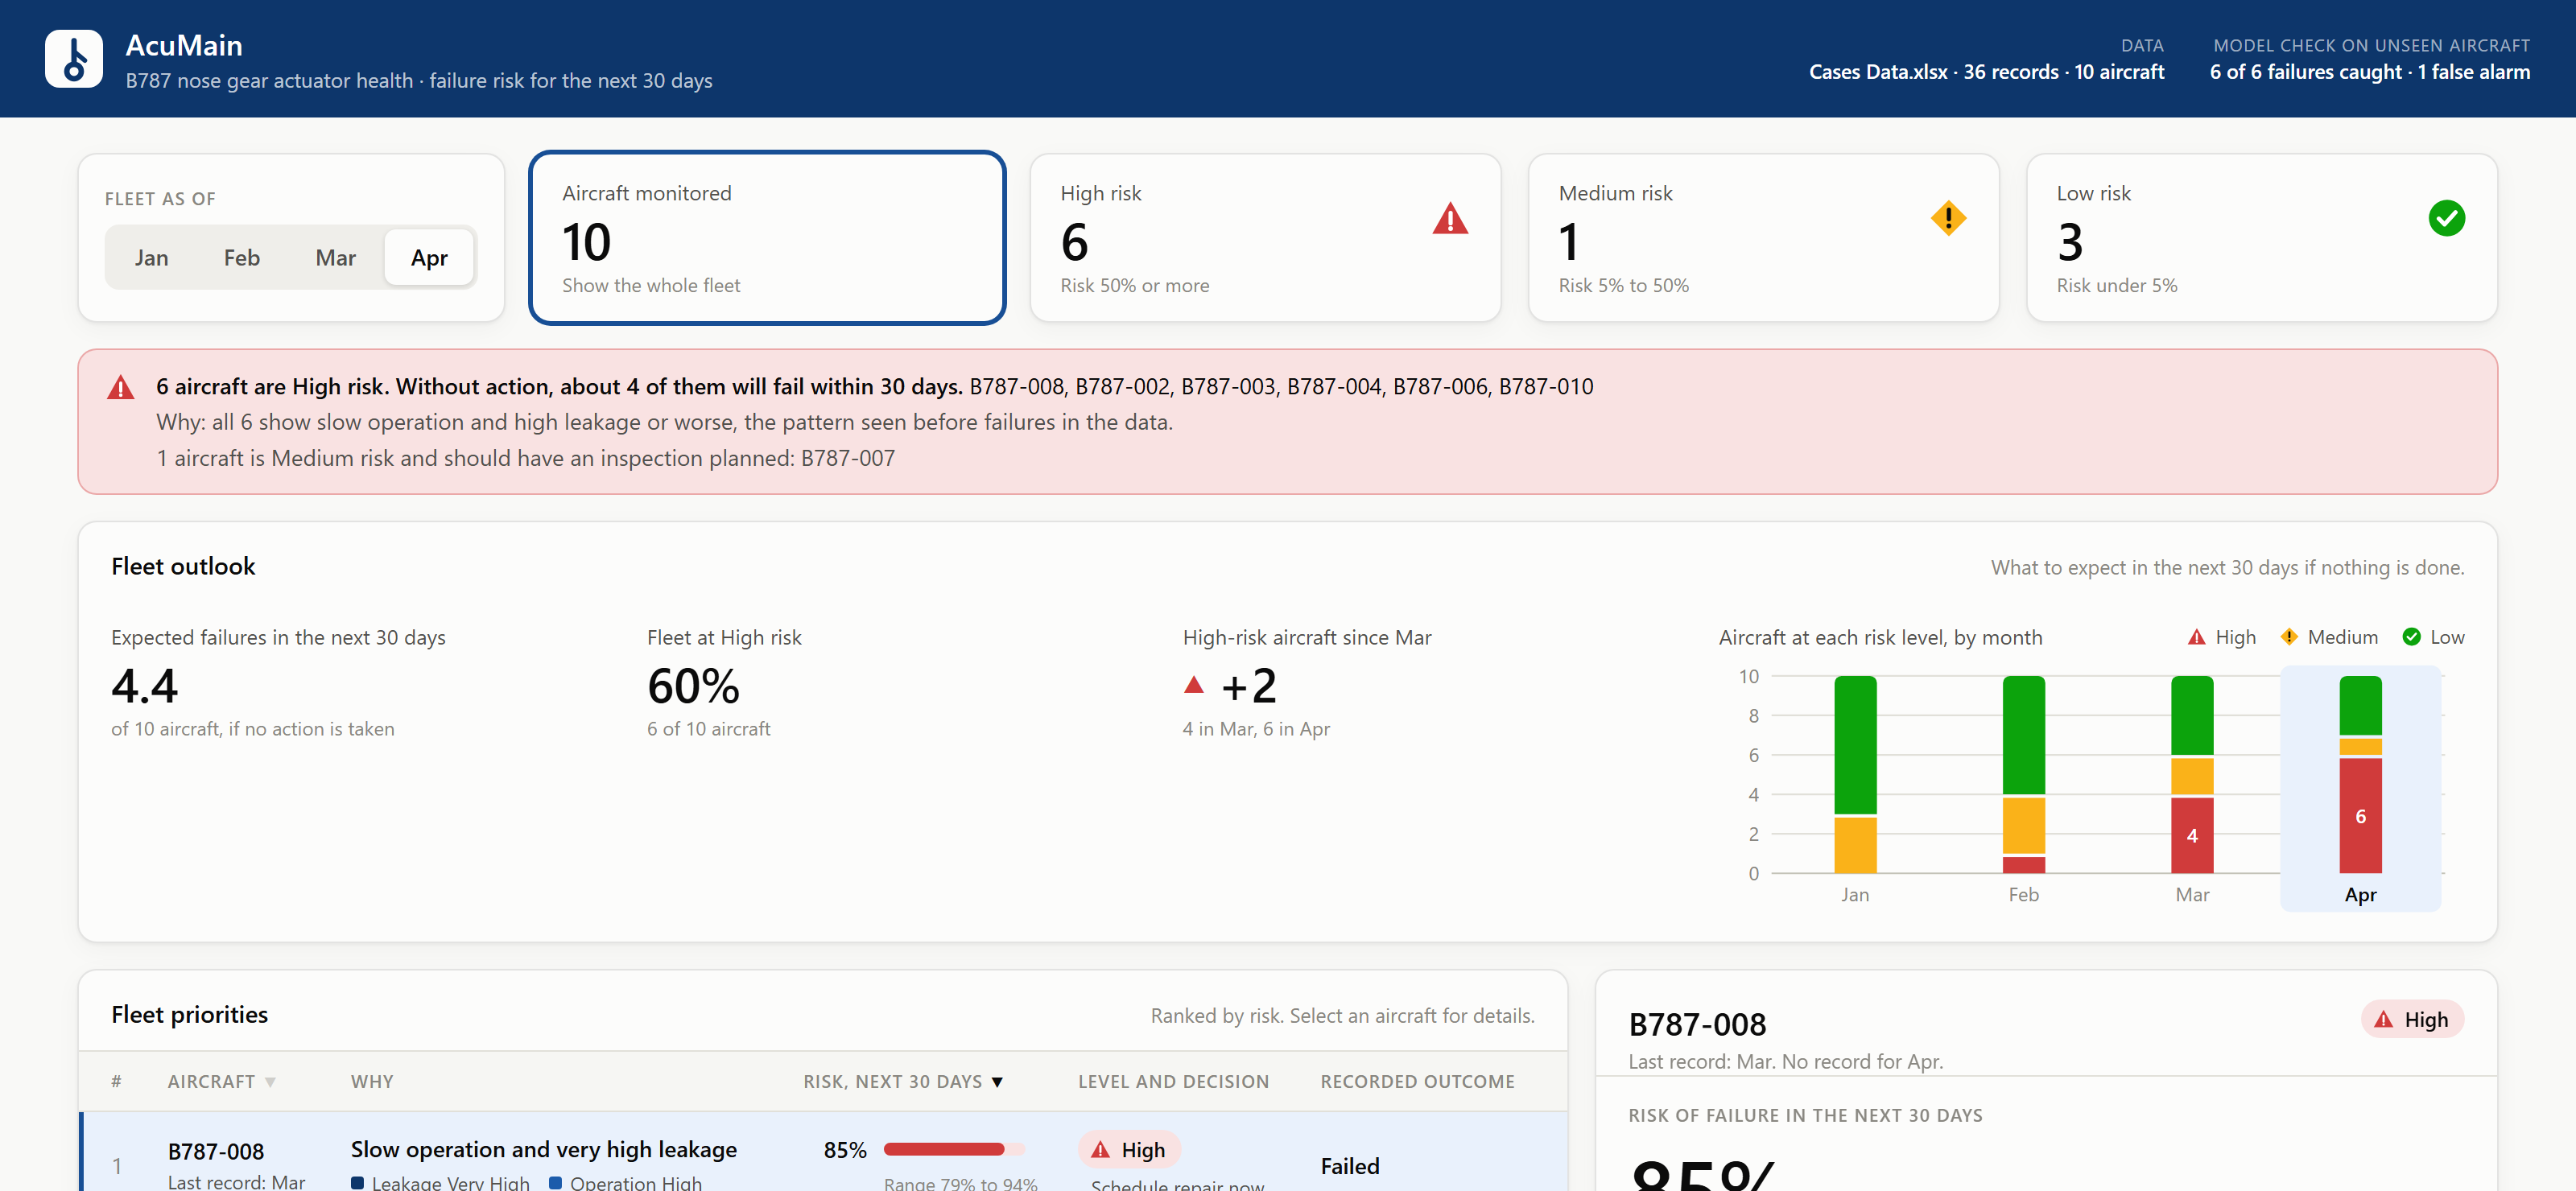 AcuMain
B787 nose gear actuator health · failure risk for the next 30 days
DATA
Cases Data.xlsx · 36 records · 10 aircraft
MODEL CHECK ON UNSEEN AIRCRAFT
6 of 6 failures caught · 1 false alarm
FLEET AS OF
Jan Feb Mar Apr
Aircraft monitored
10
Show the whole fleet
High risk
6
Risk 50% or more
Medium risk
1
Risk 5% to 50%
Low risk
3
Risk under 5%
6 aircraft are High risk. Without action, about 4 of them will fail within 30 days. B787-008, B787-002, B787-003, B787-004, B787-006, B787-010
Why: all 6 show slow operation and high leakage or worse, the pattern seen before failures in the data.
1 aircraft is Medium risk and should have an inspection planned: B787-007
Fleet outlook
What to expect in the next 30 days if nothing is done.
Expected failures in the next 30 days
4.4
of 10 aircraft, if no action is taken
Fleet at High risk
60%
6 of 10 aircraft
High-risk aircraft since Mar
+2
4 in Mar, 6 in Apr
Aircraft at each risk level, by month
High Medium Low
10
8
6
4
2
0
4
6
Jan Feb Mar Apr
Fleet priorities
Ranked by risk. Select an aircraft for details.
# AIRCRAFT WHY RISK, NEXT 30 DAYS LEVEL AND DECISION RECORDED OUTCOME
1
B787-008
Last record: Mar
Slow operation and very high leakage
Leakage Very High Operation High
85%
Range 79% to 94%
High
Schedule repair now
Failed
B787-008
High
Last record: Mar. No record for Apr.
RISK OF FAILURE IN THE NEXT 30 DAYS
85%